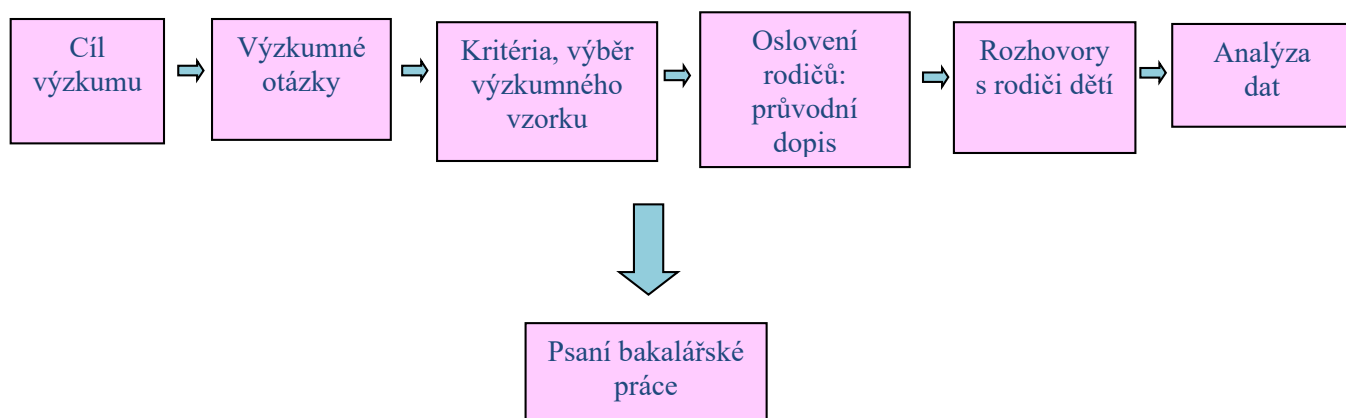 Cíl
výzkumu
Výzkumné
otázky
Kritéria, výběr
výzkumného
vzorku
Oslovení
rodičů:
průvodní
dopis
Rozhovory
s rodiči dětí
Analýza
dat
Psaní bakalářské
práce